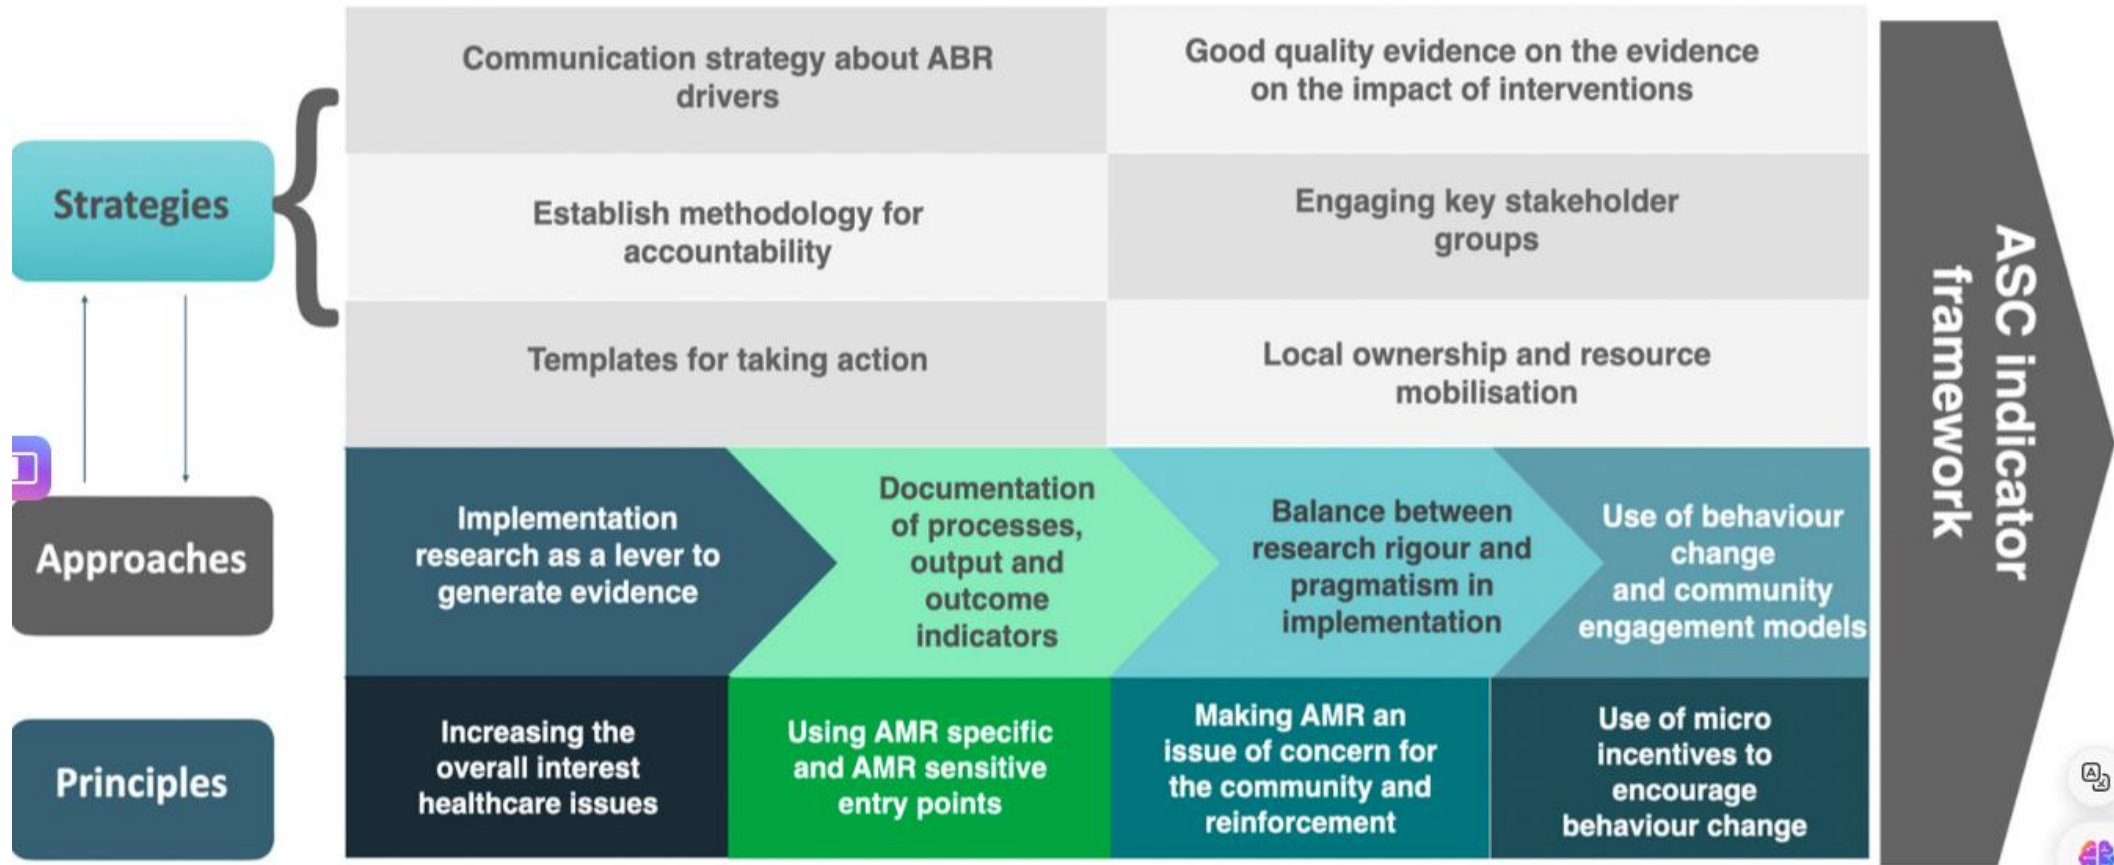 Communication strategy about ABR
drivers
Good quality evidence on the evidence
on the impact of interventions
Strategies
Establish methodology for
accountability
Engaging key stakeholder
groups
Templates for taking action
Local ownership and resource
mobilisation
Approaches
Implementation
research as a lever to
generate evidence
Documentation
of processes,
output and
outcome
indicators
Balance between
research rigour and
pragmatism in
implementation
Use of behaviour
change
and community
engagement models
Principles
Increasing the
overall interest
healthcare issues
Using AMR specific
and AMR sensitive
entry points
Making AMR an
issue of concern for
the community and
reinforcement
Use of micro
incentives to
encourage
behaviour change
ASC indicator
framework